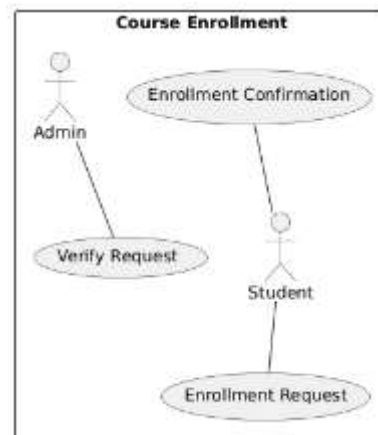 Course Enrollment
Enrollment Confirmation
Admin
Verify Request
Student
Enrollment Request